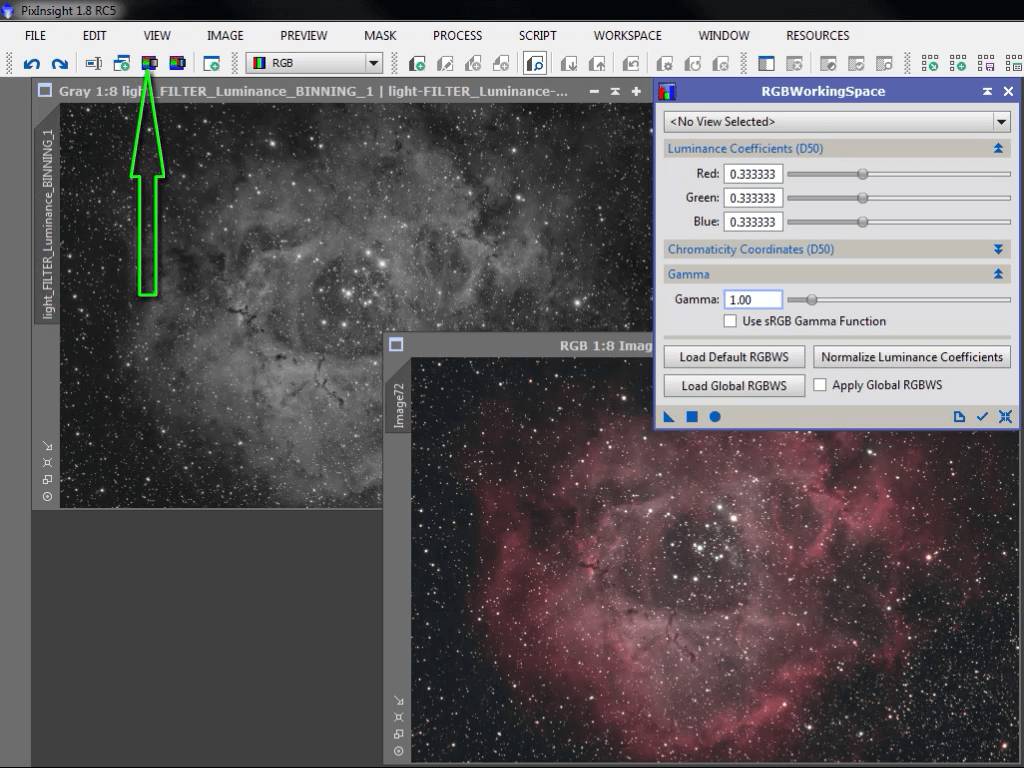 PixInsight 1.8 RC5
FILE EDIT VIEW IMAGE PREVIEW MASK PROCESS SCRIPT WORKSPACE WINDOW RESOURCES
RGB
Gray 1:8 light_FILTER_Luminance_BINNING_1 | light-FILTER_Luminance-...
light_FILTER_Luminance_BINNING_1
RGBWorkingSpace
<No View Selected>
Luminance Coefficients (D50)
Red: 0.333333
Green: 0.333333
Blue: 0.333333
Chromaticity Coordinates (D50)
Gamma
Gamma: 1.00
Use sRGB Gamma Function
Load Default RGBWS Normalize Luminance Coefficients
Load Global RGBWS Apply Global RGBWS
RGB 1:8 Imag
Image72